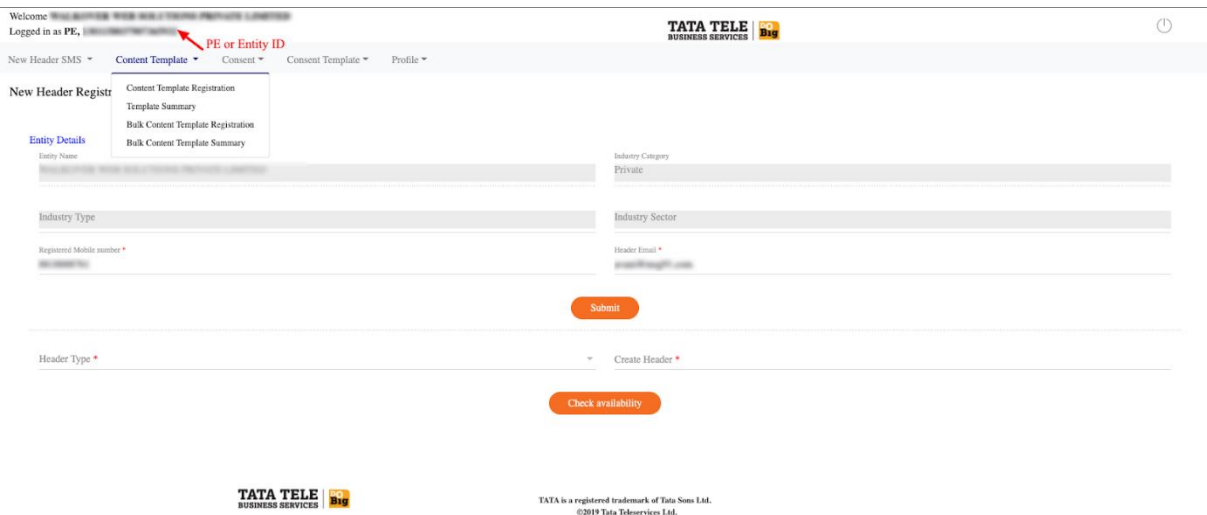 Welcome
TATA TELE
BUSINESS SERVICES
DO
Big
Logged in as PE,
PE or Entity ID
New Header SMS Content Template Consent Consent Template Profile
New Header Registr
Content Template Registration
Template Summary
Bulk Content Template Registration
Bulk Content Template Summary
Entity Details
Entity Name Industry Category
Private
Industry Type Industry Sector
Registered Mobile number * Header Email *
Submit
Header Type * Create Header *
Check availability
TATA TELE
BUSINESS SERVICES
DO
Big
TATA is a registered trademark of Tata Sons Ltd.
©2019 Tata Teleservices Ltd.